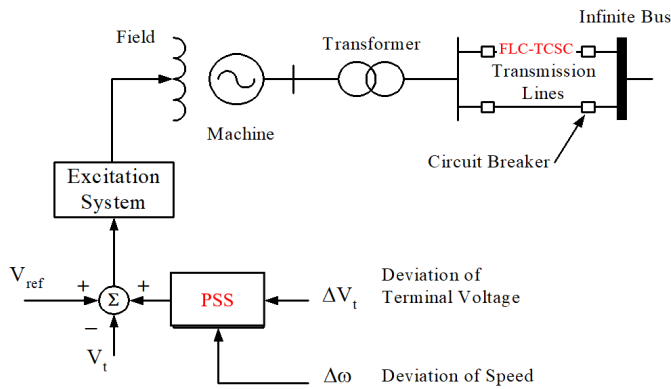 Infinite Bus
Field
Transformer
FLC-TCSC
Transmission
Lines
Machine
Circuit Breaker
Excitation
System
V_ref
+
+
Σ
PSS
ΔV_t
Deviation of
Terminal Voltage
−
V_t
Δω
Deviation of Speed